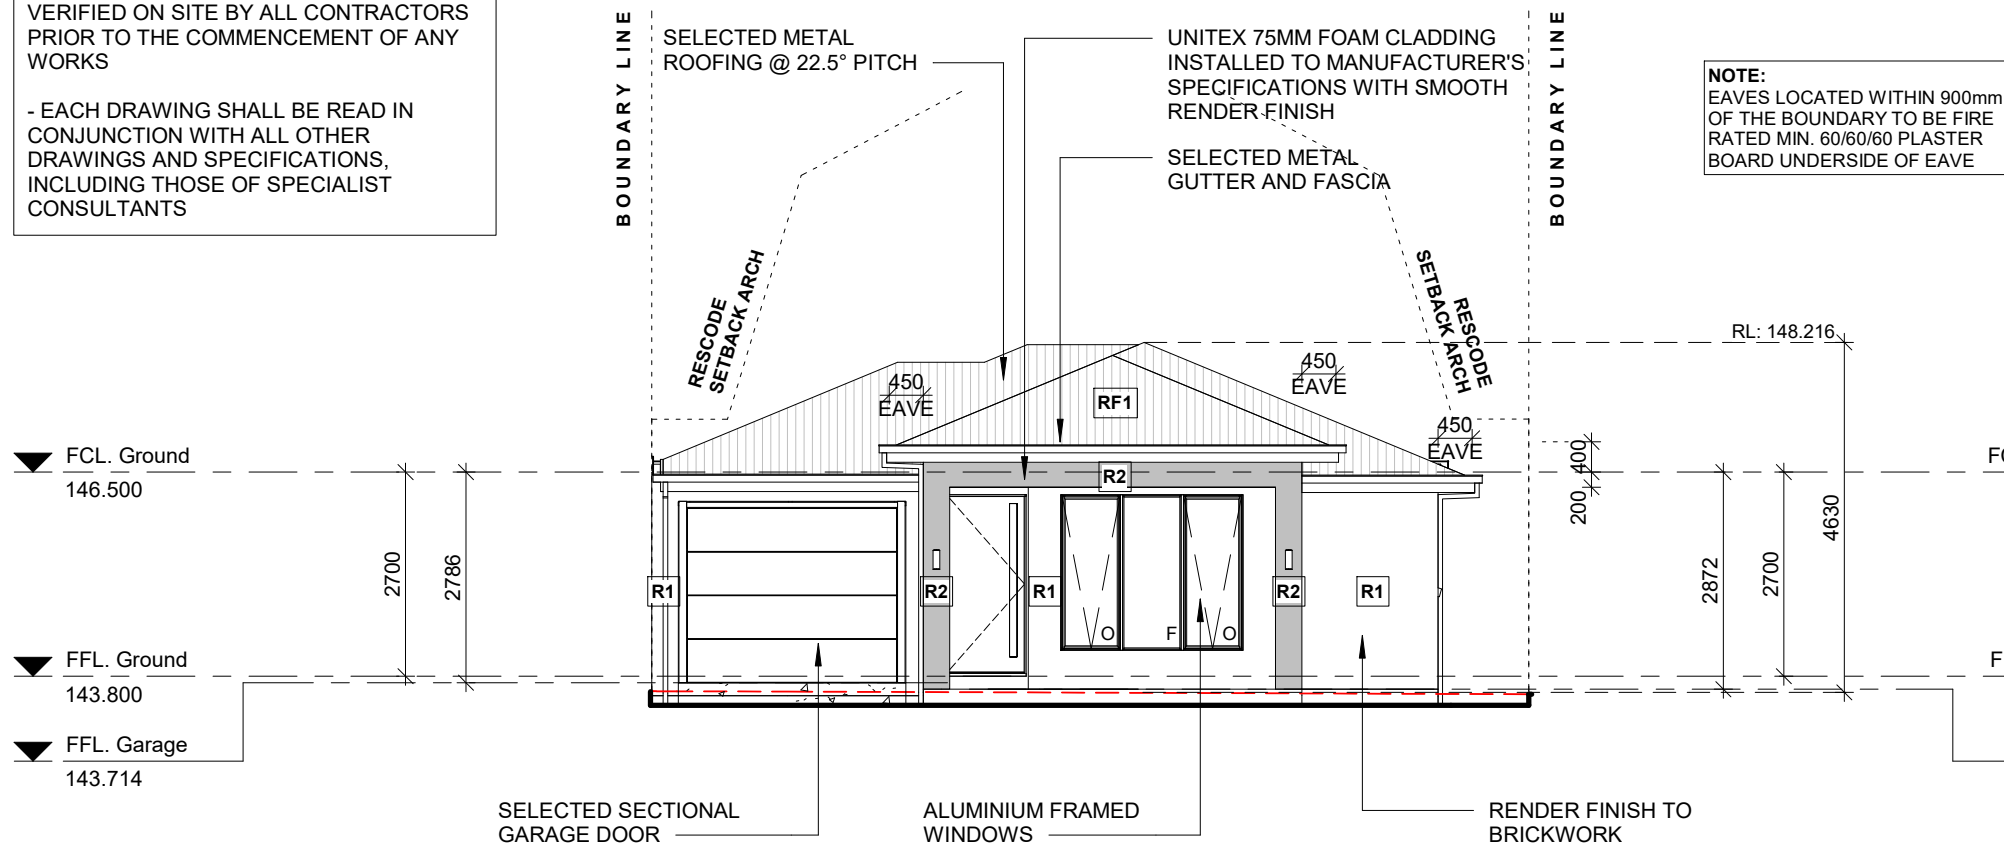 VERIFIED ON SITE BY ALL CONTRACTORS
PRIOR TO THE COMMENCEMENT OF ANY
WORKS
- EACH DRAWING SHALL BE READ IN
CONJUNCTION WITH ALL OTHER
DRAWINGS AND SPECIFICATIONS,
INCLUDING THOSE OF SPECIALIST
CONSULTANTS
BOUNDARY LINE
SELECTED METAL
ROOFING @ 22.5° PITCH
UNITEX 75MM FOAM CLADDING
INSTALLED TO MANUFACTURER'S
SPECIFICATIONS WITH SMOOTH
RENDER FINISH
SELECTED METAL
GUTTER AND FASCIA
BOUNDARY LINE
NOTE:
EAVES LOCATED WITHIN 900mm
OF THE BOUNDARY TO BE FIRE
RATED MIN. 60/60/60 PLASTER
BOARD UNDERSIDE OF EAVE
RESCODE
SETBACK ARCH
RESCODE
SETBACK ARCH
RL: 148.216
450
EAVE
450
EAVE
450
EAVE
RF1
400
200
FCL. Ground
146.500
R2
2700
2786
R1
R2
R1
R2
R1
O
F
O
2872
2700
4630
FFL. Ground
143.800
F
FFL. Garage
143.714
SELECTED SECTIONAL
GARAGE DOOR
ALUMINIUM FRAMED
WINDOWS
RENDER FINISH TO
BRICKWORK